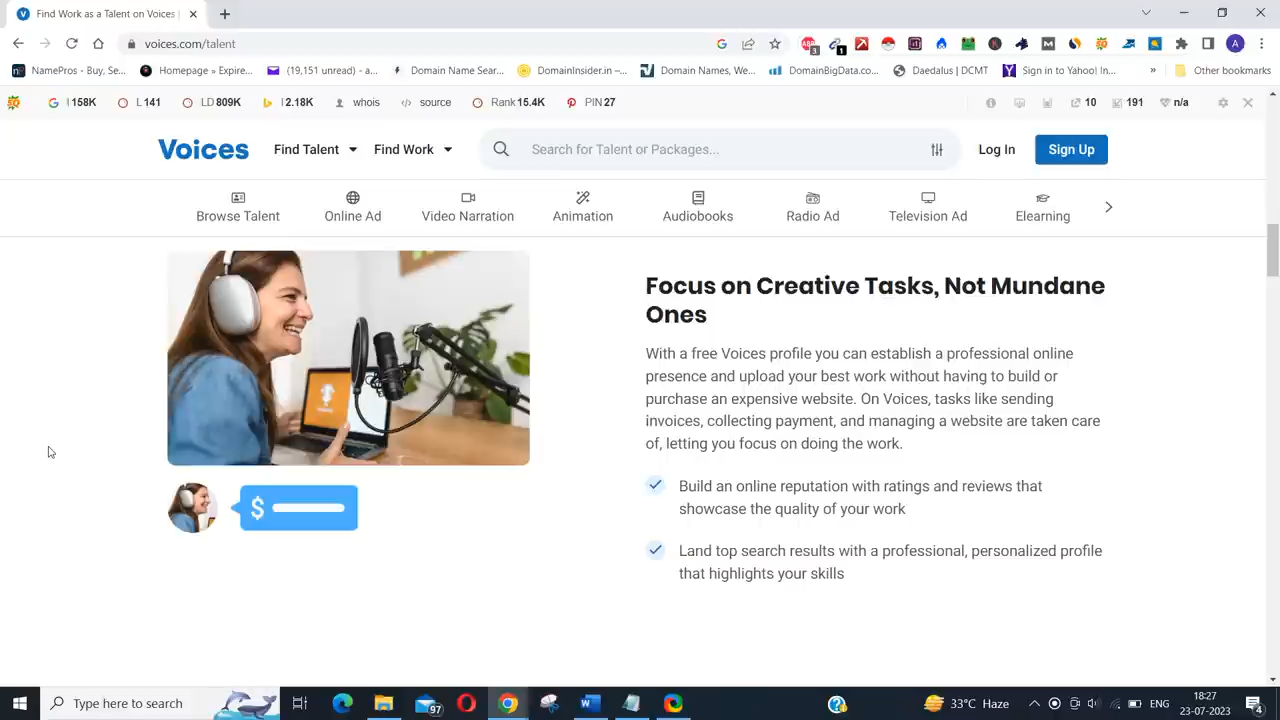 Find Work as a Talent on Voices
voices.com/talent
NamePros - Buy, Se...
Homepage » Expire...
(19,151 unread) - a...
Domain Name Sear...
DomainInsider.in –...
Domain Names, We...
DomainBigData.co...
Daedalus | DCMT
Sign in to Yahoo! In...
»
Other bookmarks
I 158K
L 141
LD 809K
I 2.18K
whois
source
Rank 15.4K
PIN 27
10
191
n/a
Voices
Find Talent
Find Work
Search for Talent or Packages...
Log In
Sign Up
Browse Talent
Online Ad
Video Narration
Animation
Audiobooks
Radio Ad
Television Ad
Elearning
Focus on Creative Tasks, Not Mundane
Ones
With a free Voices profile you can establish a professional online
presence and upload your best work without having to build or
purchase an expensive website. On Voices, tasks like sending
invoices, collecting payment, and managing a website are taken care
of, letting you focus on doing the work.
$
Build an online reputation with ratings and reviews that
showcase the quality of your work
Land top search results with a professional, personalized profile
that highlights your skills
Type here to search
97
33°C Haze
ENG
18:27
23-07-2023
4